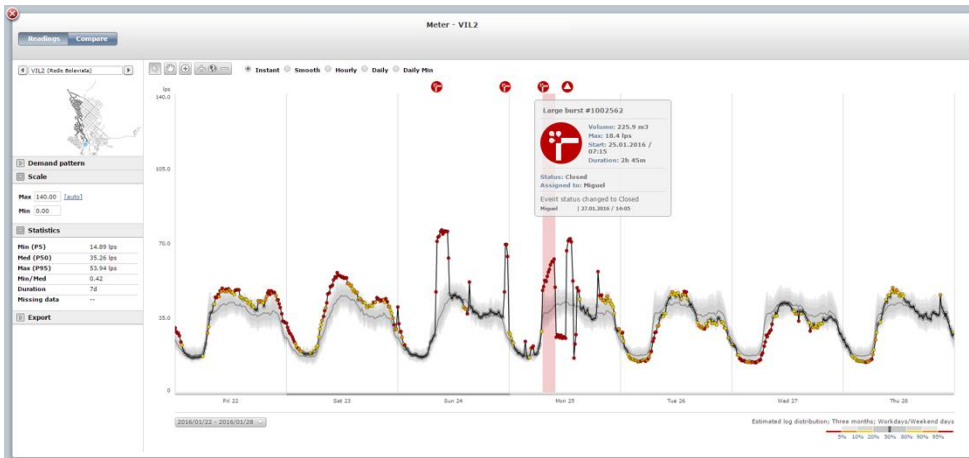 Meter - VIL2
Readings Compare
VIL2 (Redis Belavista)
Instant Smooth Hourly Daily Daily Min
lps
140.0
105.0
70.0
35.0
0
Demand pattern
Scale
Max 140.00 [auto]
Min 0.00
Statistics
Min (P5) 14.89 lps
Med (P50) 35.26 lps
Max (P95) 53.94 lps
Min/Med 0.42
Duration 7d
Missing data --
Export
Large burst #1002562
Volume: 225.9 m3
Max: 18.4 lps
Start: 25.01.2016 /
07:15
Duration: 2h 45m
Status: Closed
Assigned to: Miguel
Event status changed to Closed
Miguel | 27.01.2016 / 14:05
Fri 22 Sat 23 Sun 24 Mon 25 Tue 26 Wed 27 Thu 28
2016/01/22 - 2016/01/28
Estimated log distribution; Three months; Workdays/Weekend days
5% 10% 20% 50% 80% 90% 95%